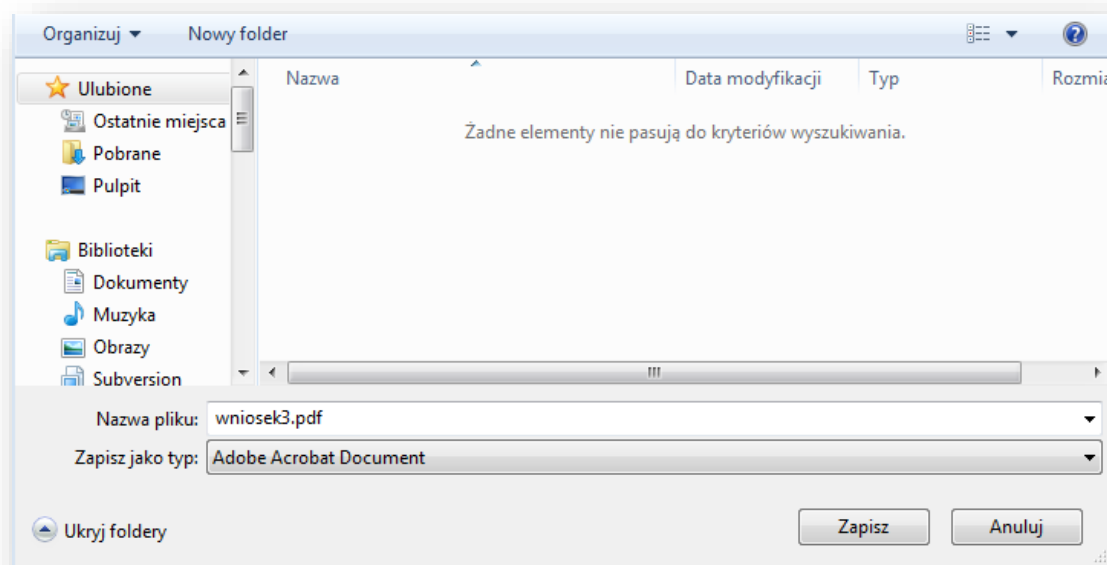 Organizuj Nowy folder
Nazwa Data modyfikacji Typ Rozmia
Ulubione
Ostatnie miejsca
Pobrane
Pulpit
Żadne elementy nie pasują do kryteriów wyszukiwania.
Biblioteki
Dokumenty
Muzyka
Obrazy
Subversion
Nazwa pliku: wniosek3.pdf
Zapisz jako typ: Adobe Acrobat Document
Ukryj foldery Zapisz Anuluj